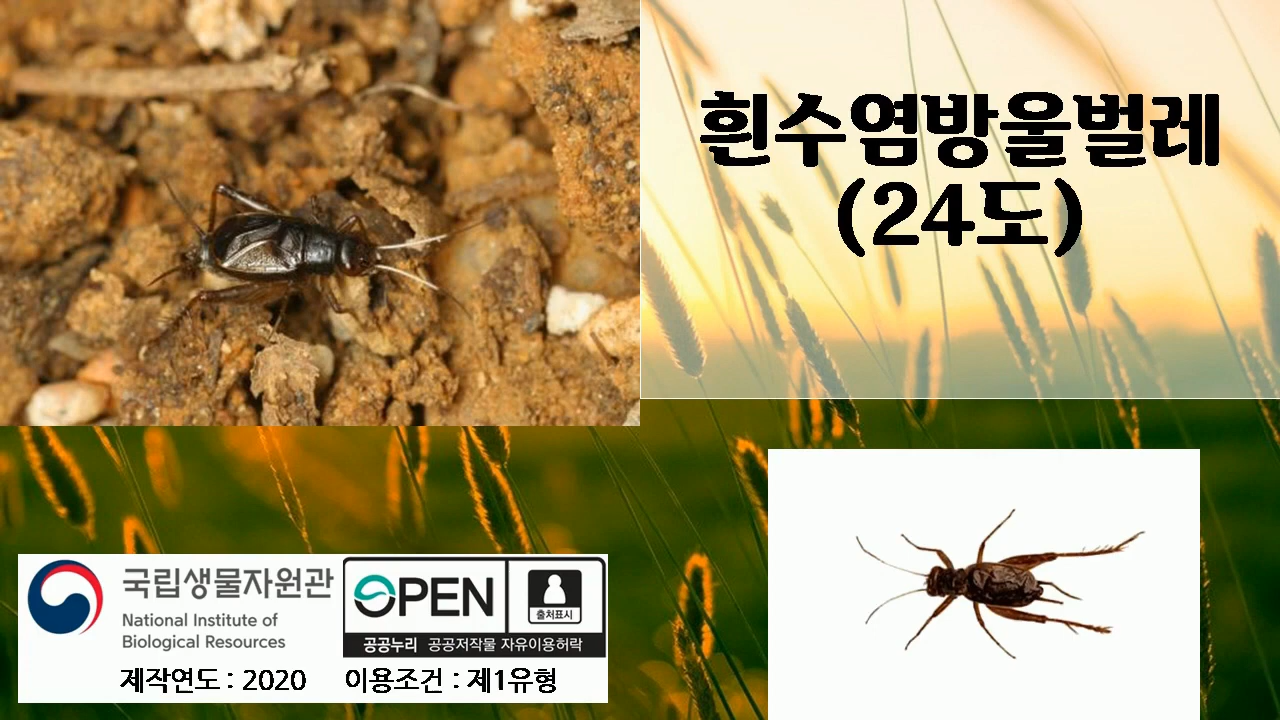 흰수염방울벌레
(24도)
국립생물자원관
National Institute of
Biological Resources
OPEN
출처표시
공공누리 공공저작물 자유이용허락
제작연도 : 2020 이용조건 : 제1유형